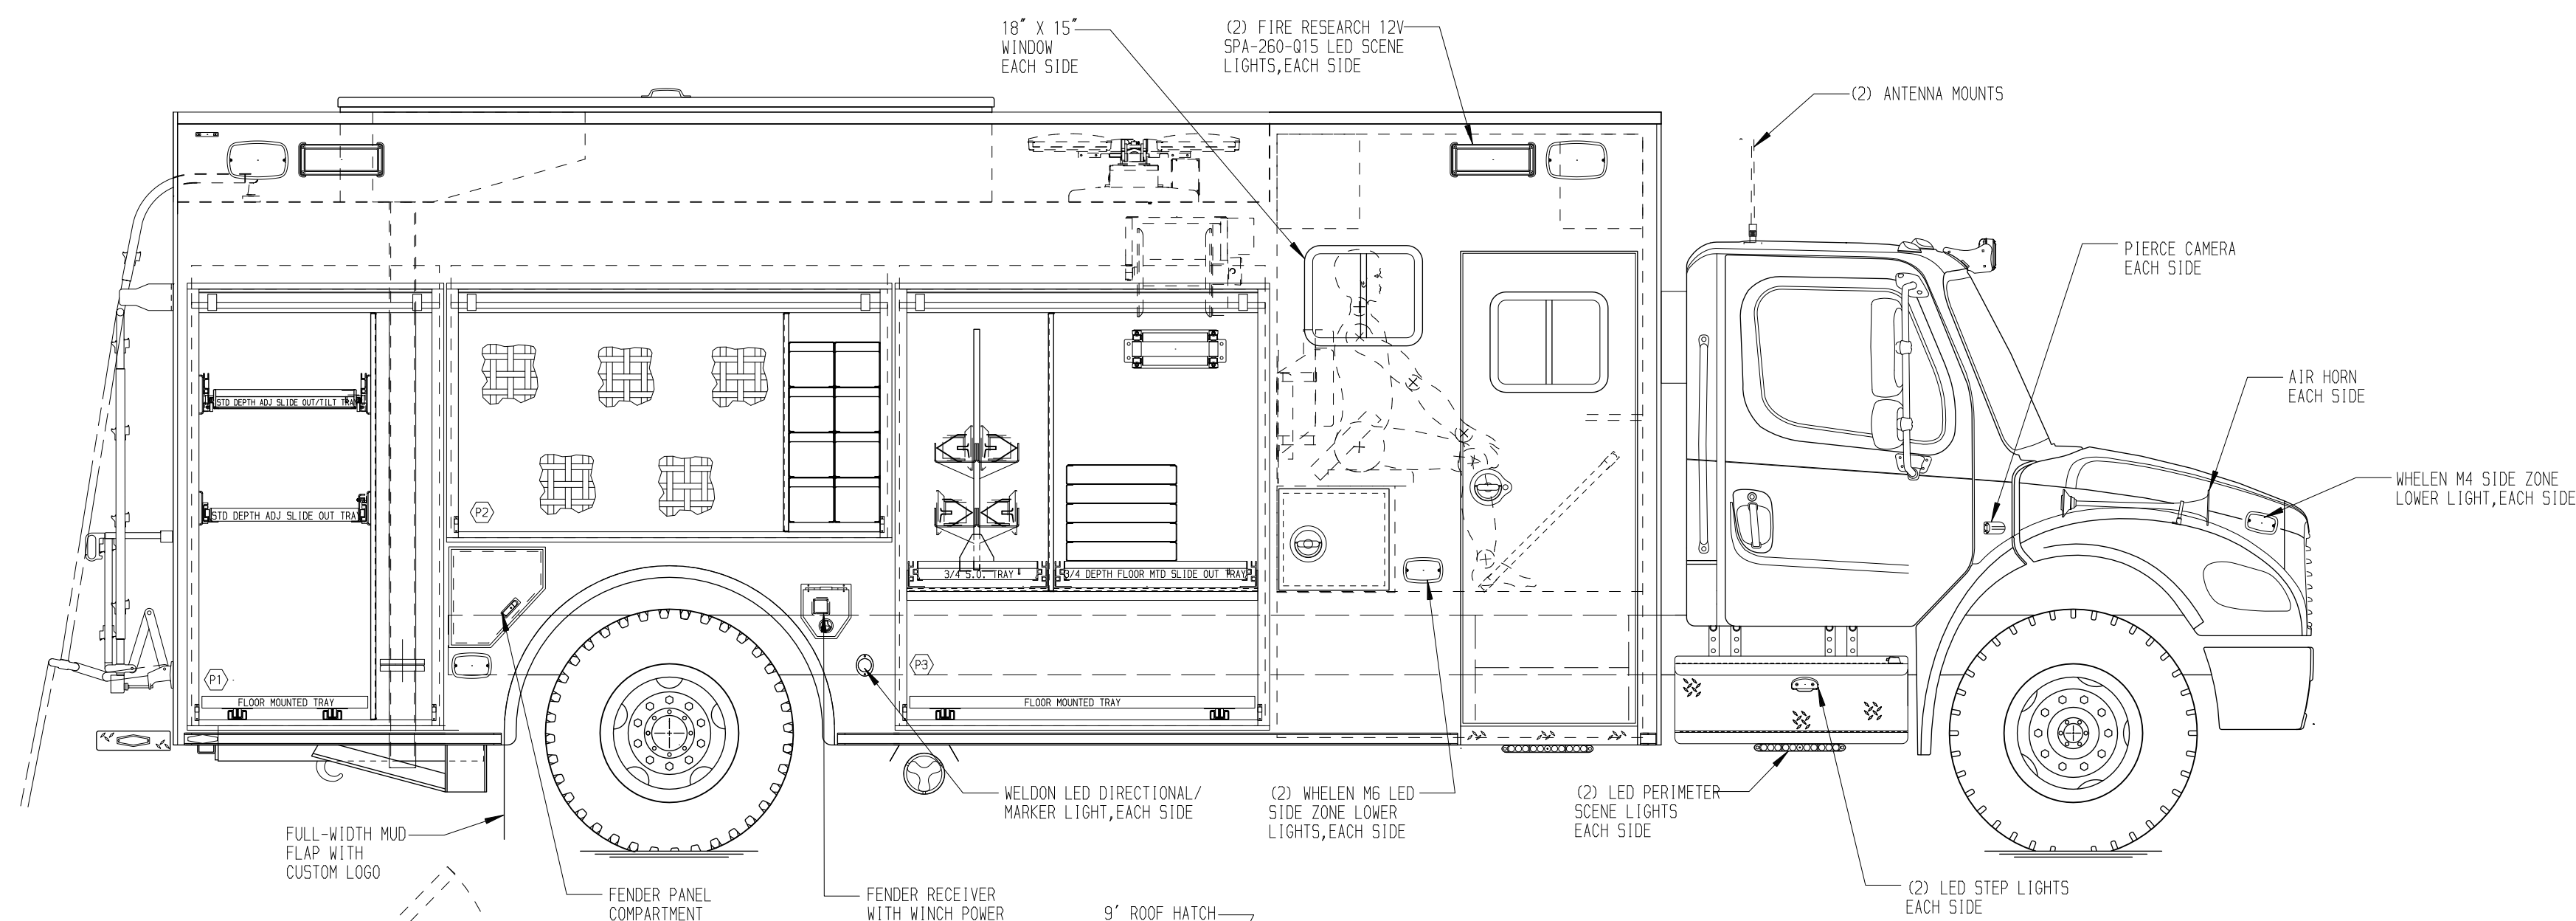 18" X 15"
WINDOW
EACH SIDE
(2) FIRE RESEARCH 12V
SPA-260-Q15 LED SCENE
LIGHTS,EACH SIDE
(2) ANTENNA MOUNTS
PIERCE CAMERA
EACH SIDE
AIR HORN
EACH SIDE
WHELEN M4 SIDE ZONE
LOWER LIGHT,EACH SIDE
STD DEPTH ADJ SLIDE OUT/TILT TRAY
STD DEPTH ADJ SLIDE OUT TRAY
P2
3/4 S.O. TRAY
3/4 DEPTH FLOOR MTD SLIDE OUT TRAY
P1
P3
FLOOR MOUNTED TRAY
FLOOR MOUNTED TRAY
WELDON LED DIRECTIONAL/
MARKER LIGHT,EACH SIDE
(2) WHELEN M6 LED
SIDE ZONE LOWER
LIGHTS,EACH SIDE
(2) LED PERIMETER
SCENE LIGHTS
EACH SIDE
FULL-WIDTH MUD
FLAP WITH
CUSTOM LOGO
FENDER PANEL
COMPARTMENT
FENDER RECEIVER
WITH WINCH POWER
9' ROOF HATCH
(2) LED STEP LIGHTS
EACH SIDE